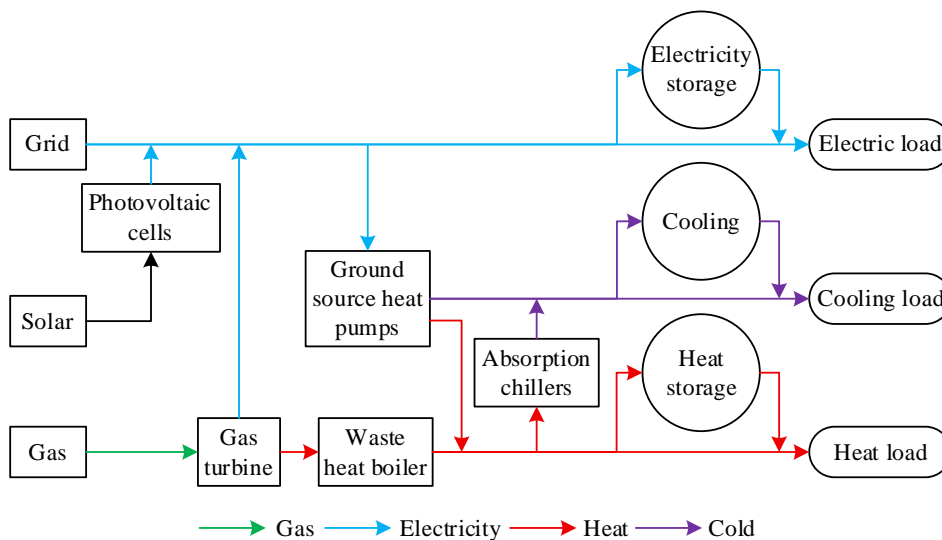 Electricity
storage
Grid
Electric load
Photovoltaic
cells
Cooling
Ground
source heat
pumps
Solar
Cooling load
Absorption
chillers
Heat
storage
Gas
Gas
turbine
Waste
heat boiler
Heat load
Gas
Electricity
Heat
Cold